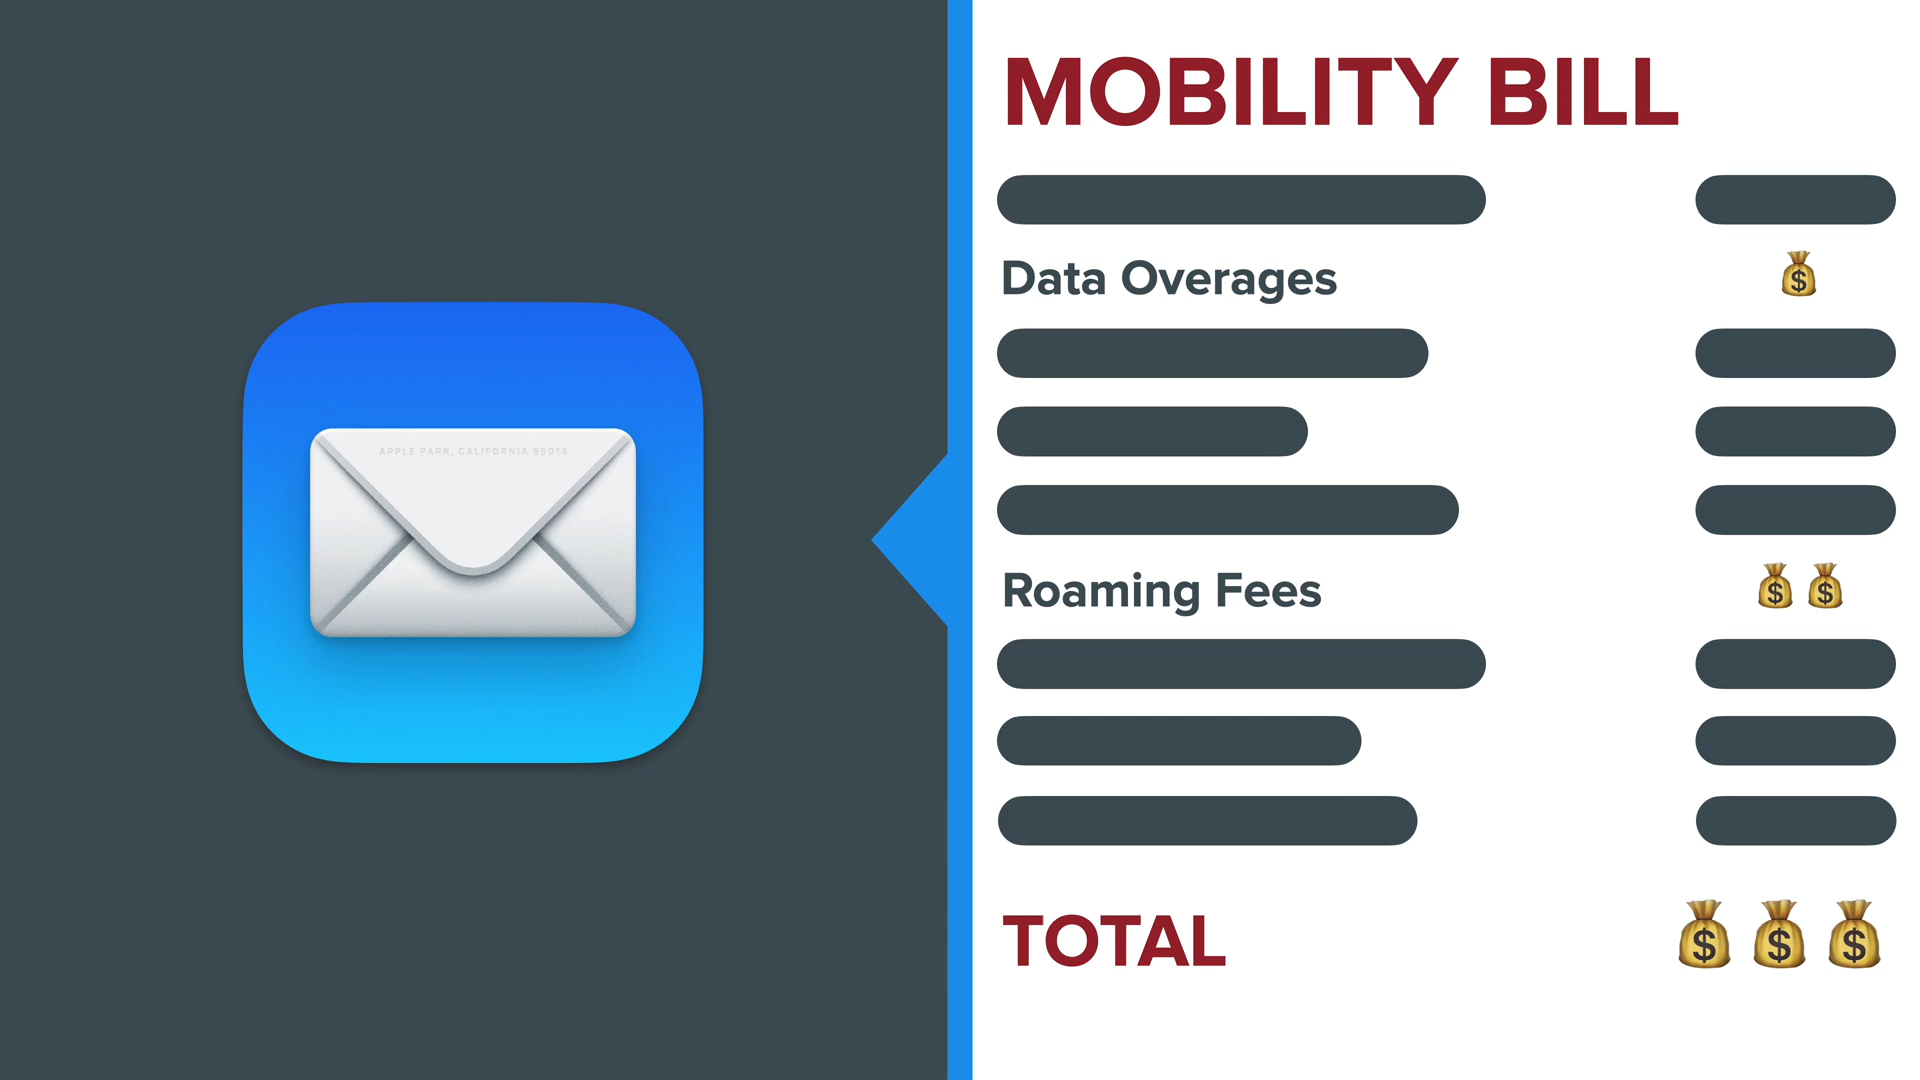 APPLE PARK, CALIFORNIA 95014
MOBILITY BILL
Data Overages
Roaming Fees
TOTAL